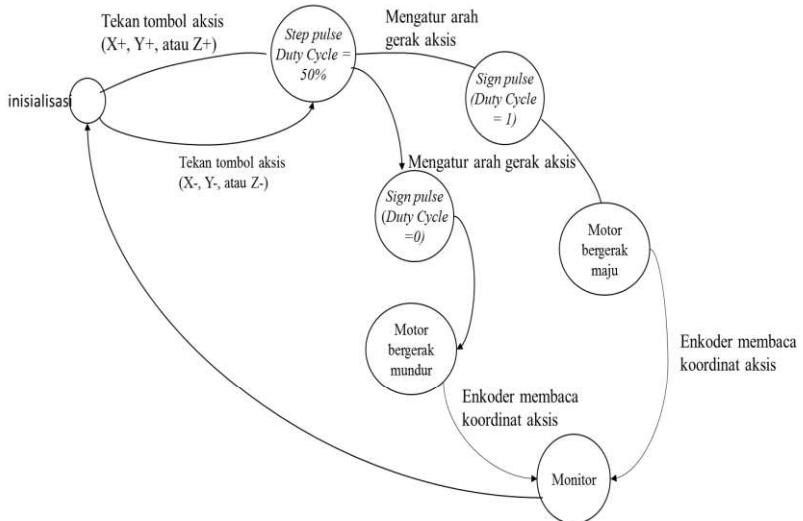 Tekan tombol aksis
(X+, Y+, atau Z+)
Step pulse
Duty Cycle =
50%
Mengatur arah
gerak aksis
Sign pulse
(Duty Cycle
= 1)
inisialisasi
Tekan tombol aksis
(X-, Y-, atau Z-)
Mengatur arah gerak aksis
Sign pulse
(Duty Cycle
=0)
Motor
bergerak
maju
Motor
bergerak
mundur
Enkoder membaca
koordinat aksis
Enkoder membaca
koordinat aksis
Monitor